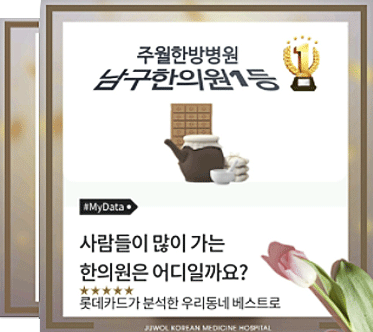 주월한방병원
남구한의원1등
1
#MyData
사람들이 많이 가는
한의원은 어디일까요?
★★★★★
롯데카드가 분석한 우리동네 베스트로
JUWOL KOREAN MEDICINE HOSPITAL